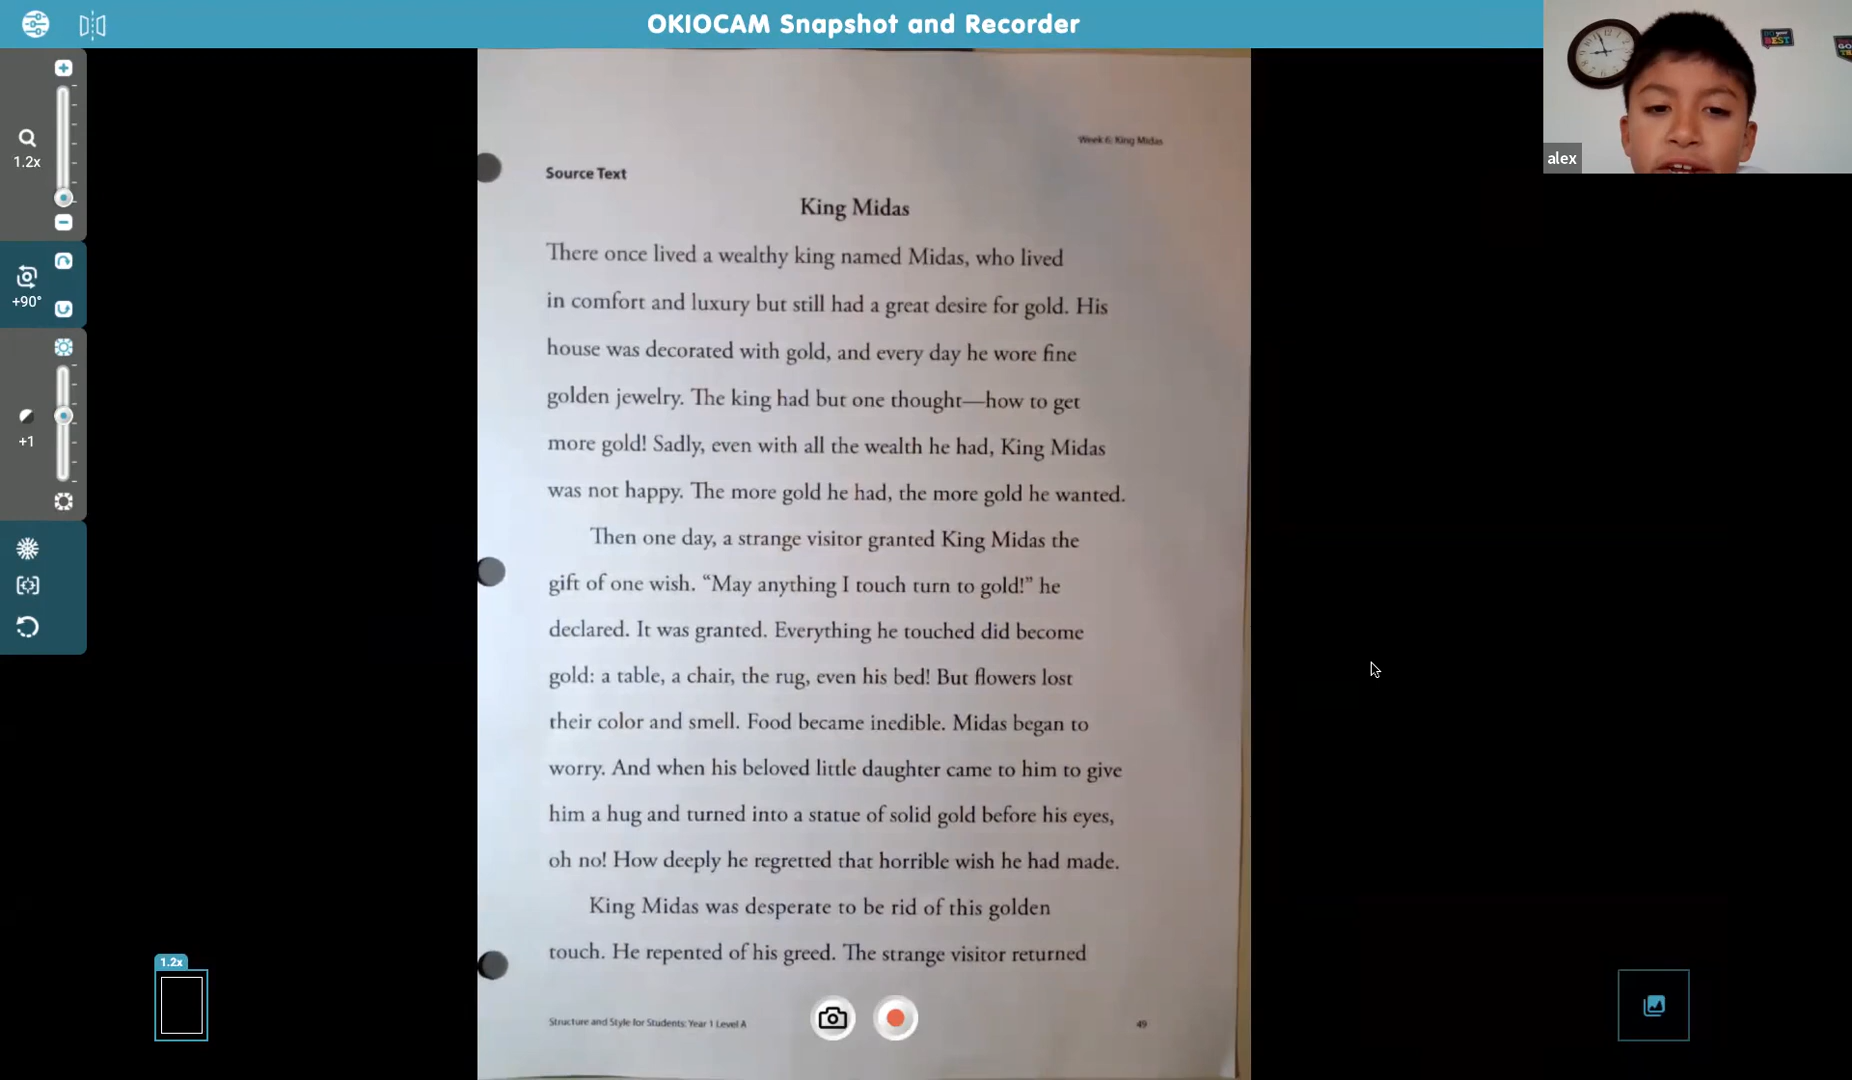 OKIOCAM Snapshot and Recorder
1.2x
+90°
+1
1.2x
alex
Week 6: King Midas
Source Text
King Midas
There once lived a wealthy king named Midas, who lived
in comfort and luxury but still had a great desire for gold. His
house was decorated with gold, and every day he wore fine
golden jewelry. The king had but one thought—how to get
more gold! Sadly, even with all the wealth he had, King Midas
was not happy. The more gold he had, the more gold he wanted.
Then one day, a strange visitor granted King Midas the
gift of one wish. “May anything I touch turn to gold!” he
declared. It was granted. Everything he touched did become
gold: a table, a chair, the rug, even his bed! But flowers lost
their color and smell. Food became inedible. Midas began to
worry. And when his beloved little daughter came to him to give
him a hug and turned into a statue of solid gold before his eyes,
oh no! How deeply he regretted that horrible wish he had made.
King Midas was desperate to be rid of this golden
touch. He repented of his greed. The strange visitor returned
Structure and Style for Students: Year 1 Level A
49